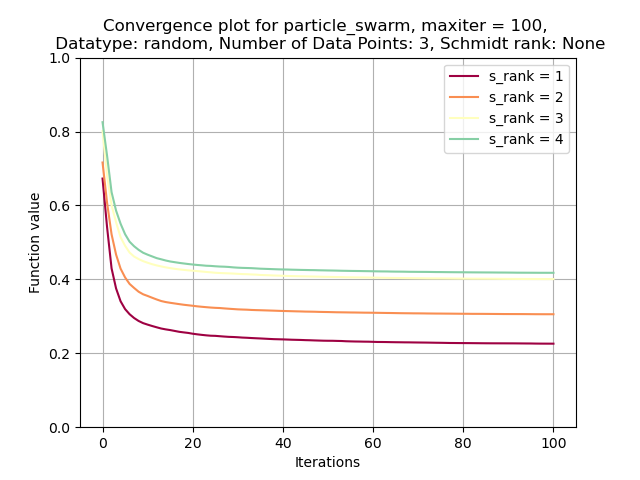 Convergence plot for particle_swarm, maxiter = 100,
Datatype: random, Number of Data Points: 3, Schmidt rank: None
1.0
0.8
0.6
0.4
0.2
0.0
Function value
s_rank = 1
s_rank = 2
s_rank = 3
s_rank = 4
0 20 40 60 80 100
Iterations